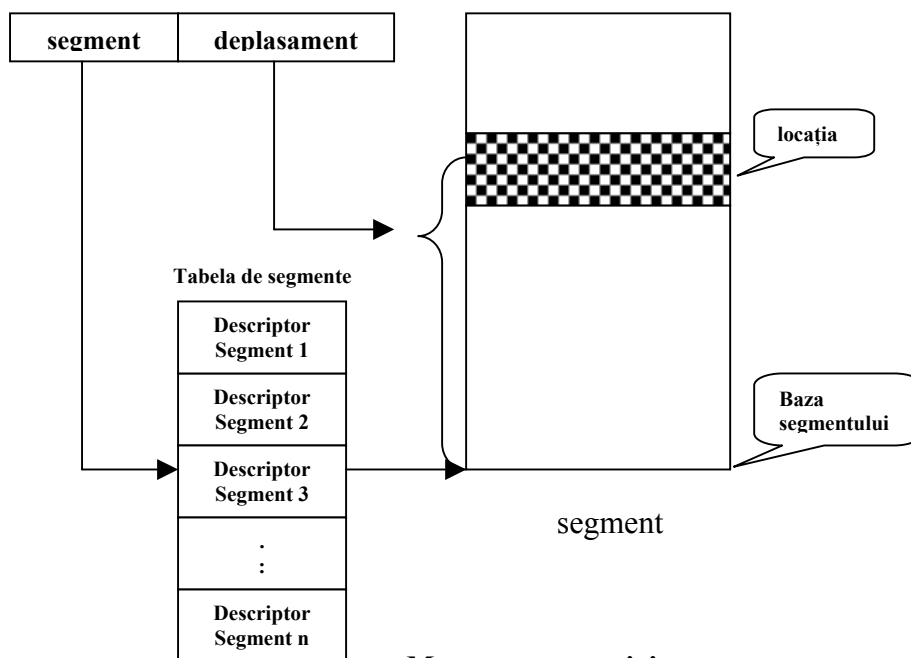 segment deplasament
locația
Tabela de segmente
Descriptor
Segment 1
Descriptor
Segment 2
Baza
segmentului
Descriptor
Segment 3
segment
.
:
Descriptor
Segment n